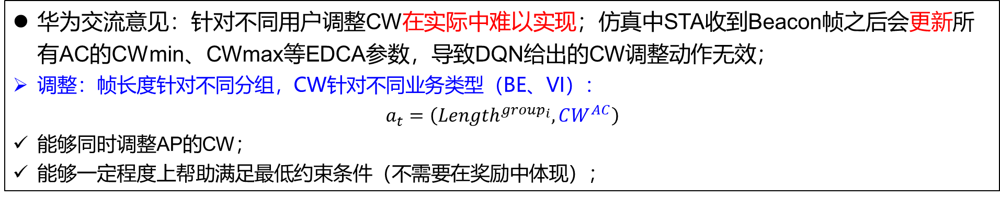 ● 华为交流意见：针对不同用户调整CW在实际中难以实现；仿真中STA收到Beacon帧之后会更新所
有AC的CWmin、CWmax等EDCA参数，导致DQN给出的CW调整动作无效；
➢ 调整：帧长度针对不同分组，CW针对不同业务类型（BE、VI）：
$a_t = (Length^{group_i}, CW^{AC})$
✓ 能够同时调整AP的CW；
✓ 能够一定程度上帮助满足最低约束条件（不需要在奖励中体现）；